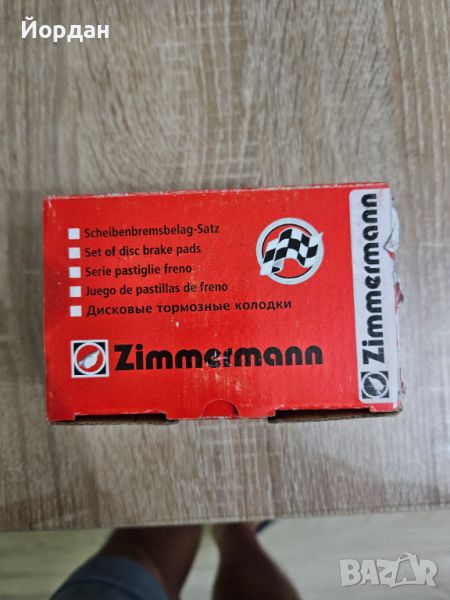 Йордан
Scheibenbremsbelag-Satz
Set of disc brake pads
Serie pastiglie freno
Juego de pastillas de freno
Дисковые тормозные колодки
Zimmermann
Zimmermann
BAZAR